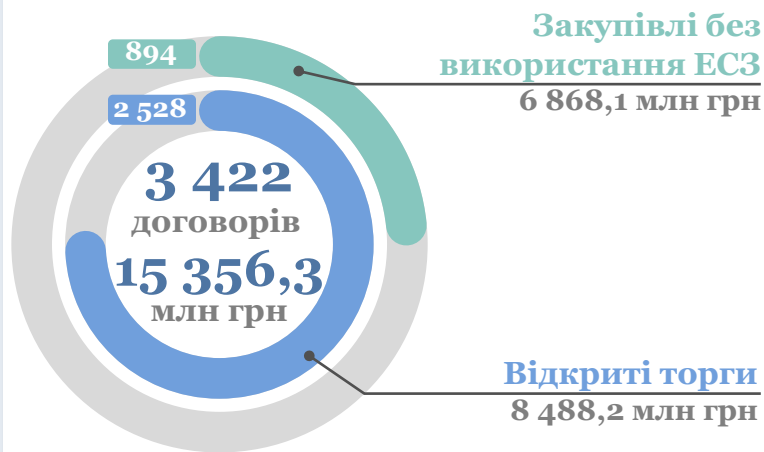 Закупівлі без
використання ЕСЗ
6 868,1 млн грн
894
2 528
3 422
договорів
15 356,3
млн грн
Відкриті торги
8 488,2 млн грн